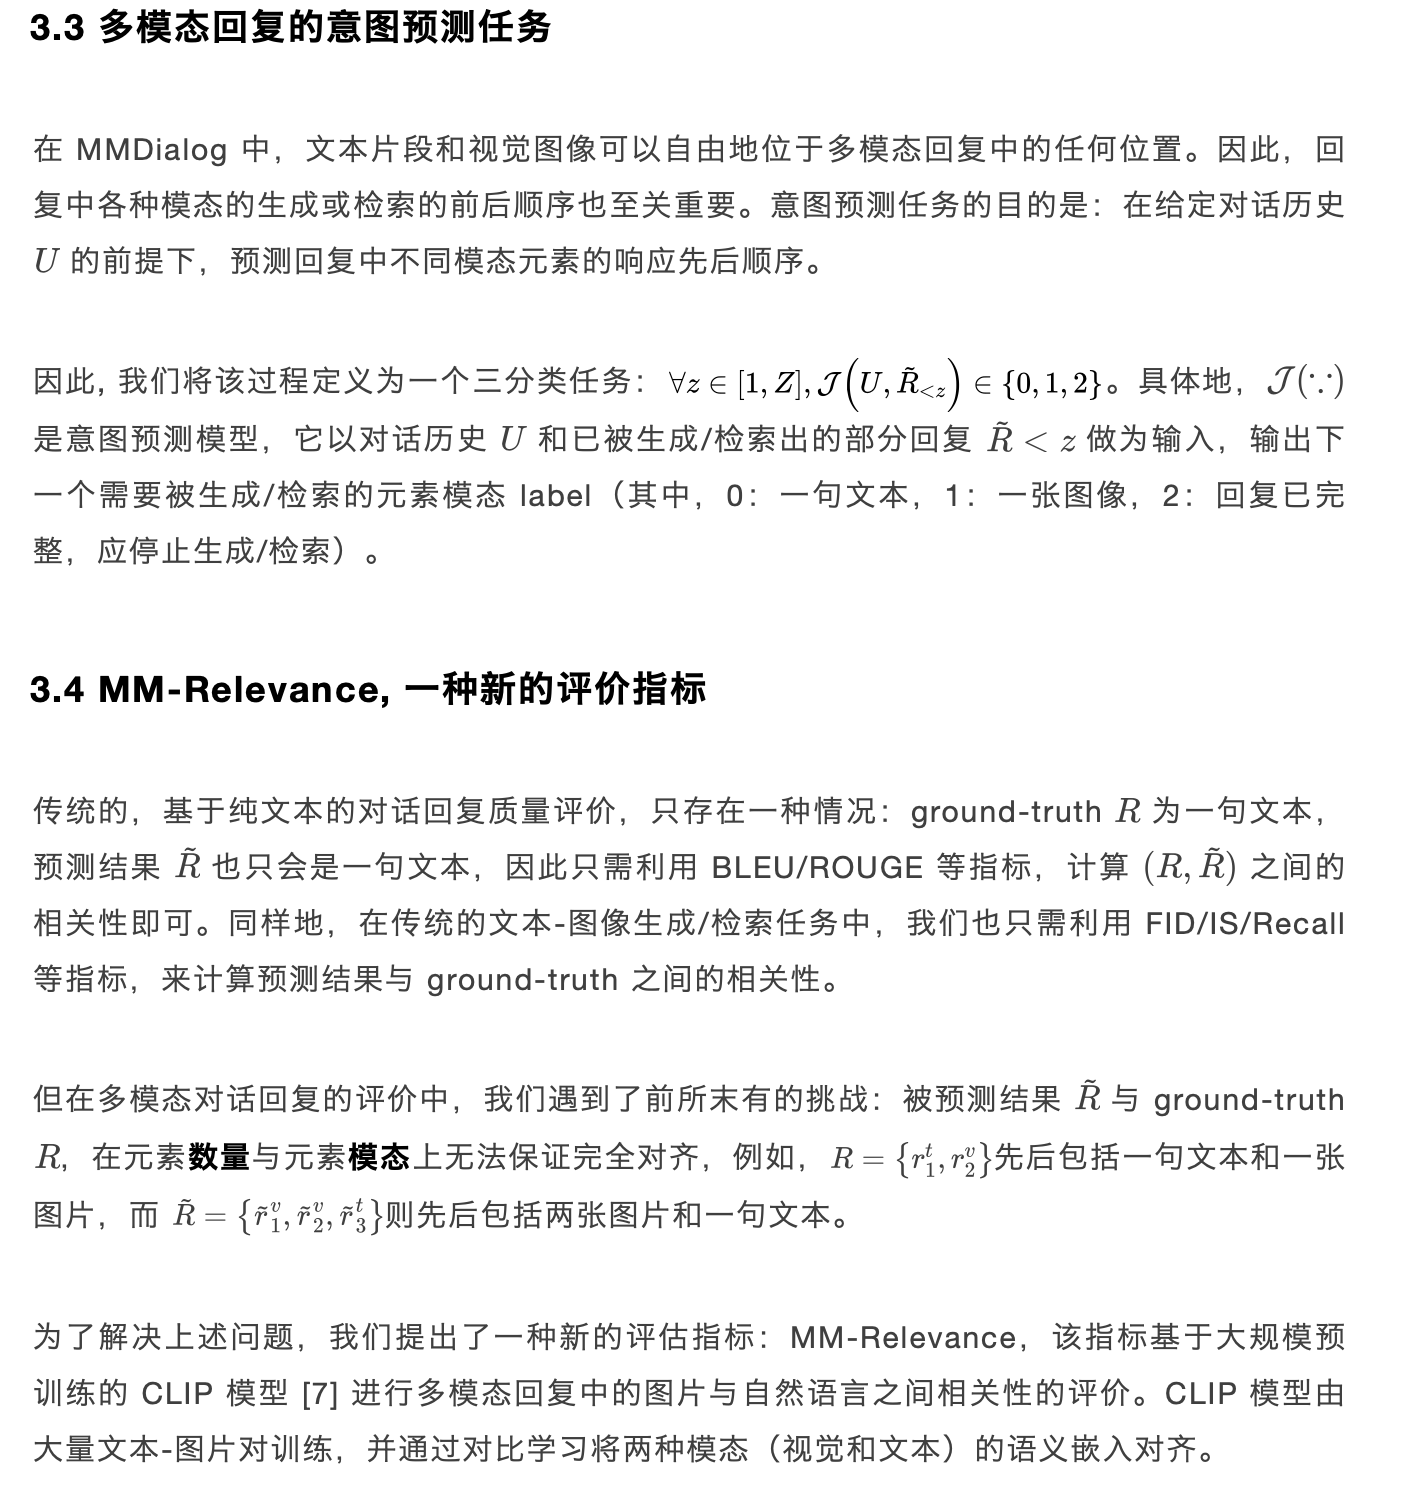 3.3 多模态回复的意图预测任务
在 MMDialog 中，文本片段和视觉图像可以自由地位于多模态回复中的任何位置。因此，回
复中各种模态的生成或检索的前后顺序也至关重要。意图预测任务的目的是：在给定对话历史
U 的前提下，预测回复中不同模态元素的响应先后顺序。
因此, 我们将该过程定义为一个三分类任务：∀z ∈ [1, Z], 𝒥(U, R̃_{<z}) ∈ {0, 1, 2}。具体地，𝒥(⋅,⋅)
是意图预测模型，它以对话历史 U 和已被生成/检索出的部分回复 R̃ < z 做为输入，输出下
一个需要被生成/检索的元素模态 label（其中，0：一句文本，1：一张图像，2：回复已完
整，应停止生成/检索）。
3.4 MM-Relevance, 一种新的评价指标
传统的，基于纯文本的对话回复质量评价，只存在一种情况：ground-truth R 为一句文本，
预测结果 R̃ 也只会是一句文本，因此只需利用 BLEU/ROUGE 等指标，计算 (R, R̃) 之间的
相关性即可。同样地，在传统的文本-图像生成/检索任务中，我们也只需利用 FID/IS/Recall
等指标，来计算预测结果与 ground-truth 之间的相关性。
但在多模态对话回复的评价中，我们遇到了前所末有的挑战：被预测结果 R̃ 与 ground-truth
R，在元素数量与元素模态上无法保证完全对齐，例如，R = {r_1^t, r_2^v}先后包括一句文本和一张
图片，而 R̃ = {r̃_1^v, r̃_2^v, r̃_3^t}则先后包括两张图片和一句文本。
为了解决上述问题，我们提出了一种新的评估指标：MM-Relevance，该指标基于大规模预
训练的 CLIP 模型 [7] 进行多模态回复中的图片与自然语言之间相关性的评价。CLIP 模型由
大量文本-图片对训练，并通过对比学习将两种模态（视觉和文本）的语义嵌入对齐。